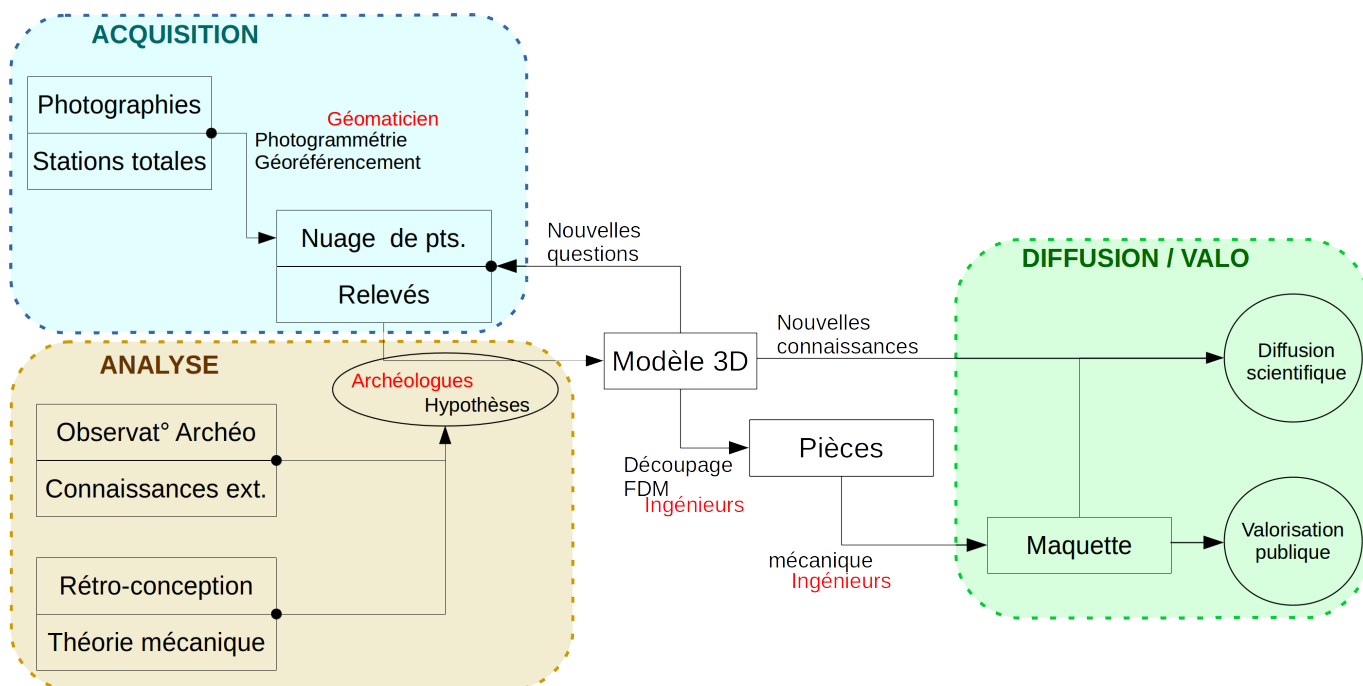 ACQUISITION
Photographies
Stations totales
Géomaticien
Photogrammétrie
Géoréférencement
Nuage de pts.
Relevés
Nouvelles
questions
ANALYSE
Archéologues
Hypothèses
Observat° Archéo
Connaissances ext.
Rétro-conception
Théorie mécanique
Modèle 3D
Nouvelles
connaissances
Découpage
FDM
Ingénieurs
Pièces
mécanique
Ingénieurs
DIFFUSION / VALO
Diffusion
scientifique
Maquette
Valorisation
publique